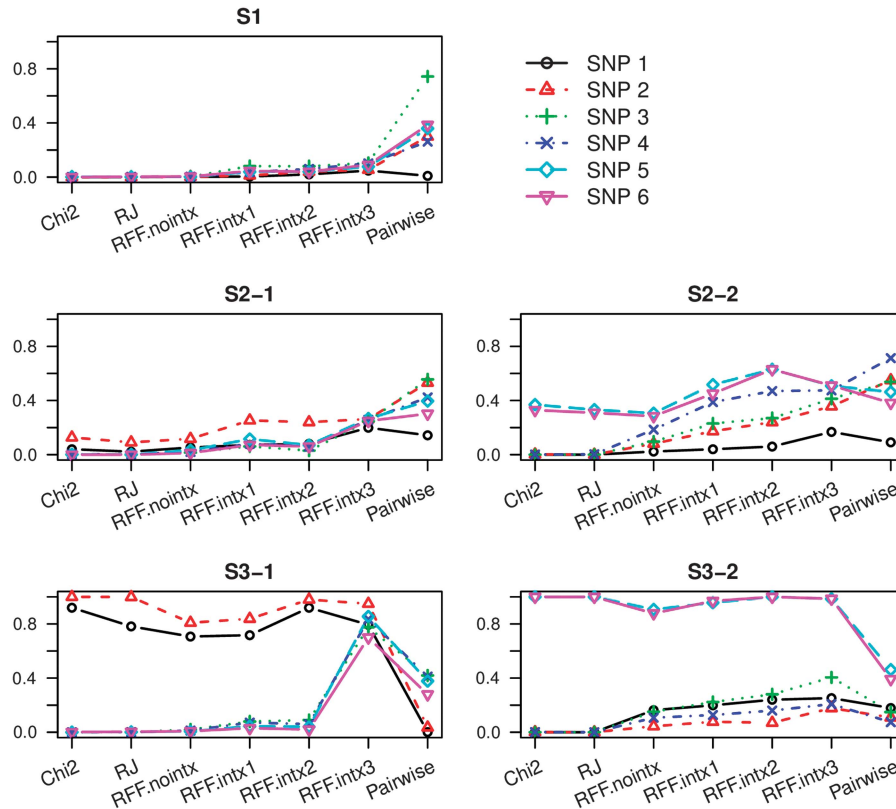 S1
0.8
0.4
0.0
Chi2
RJ
RFF.nointx
RFF.intx1
RFF.intx2
RFF.intx3
Pairwise
SNP 1
SNP 2
SNP 3
SNP 4
SNP 5
SNP 6
S2−1
0.8
0.4
0.0
Chi2
RJ
RFF.nointx
RFF.intx1
RFF.intx2
RFF.intx3
Pairwise
S2−2
0.8
0.4
0.0
Chi2
RJ
RFF.nointx
RFF.intx1
RFF.intx2
RFF.intx3
Pairwise
S3−1
0.8
0.4
0.0
Chi2
RJ
RFF.nointx
RFF.intx1
RFF.intx2
RFF.intx3
Pairwise
S3−2
0.8
0.4
0.0
Chi2
RJ
RFF.nointx
RFF.intx1
RFF.intx2
RFF.intx3
Pairwise